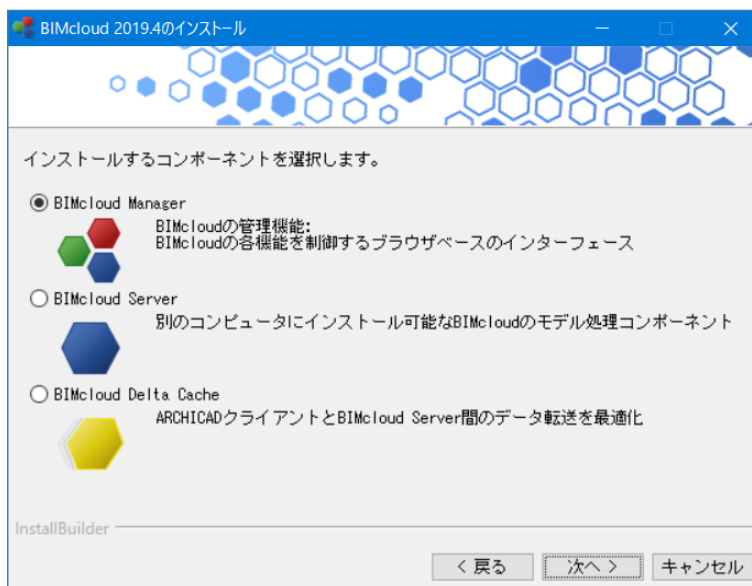 BIMcloud 2019.4のインストール
インストールするコンポーネントを選択します。
BIMcloud Manager
BIMcloudの管理機能:
BIMcloudの各機能を制御するブラウザベースのインターフェース
BIMcloud Server
別のコンピュータにインストール可能なBIMcloudのモデル処理コンポーネント
BIMcloud Delta Cache
ARCHICADクライアントとBIMcloud Server間のデータ転送を最適化
InstallBuilder
< 戻る 次へ > キャンセル